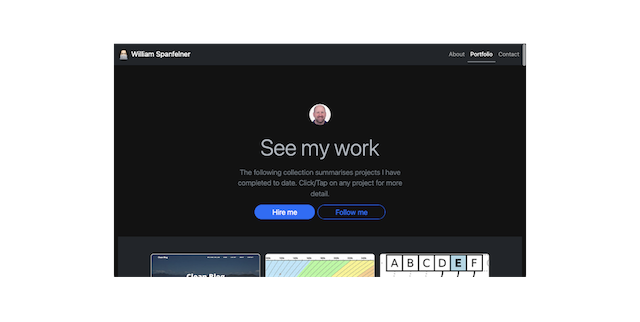 William Spanfelner
About Portfolio Contact
See my work
The following collection summarises projects I have
completed to date. Click/Tap on any project for more
detail.
Hire me Follow me
Clean Blog
A B C D E F